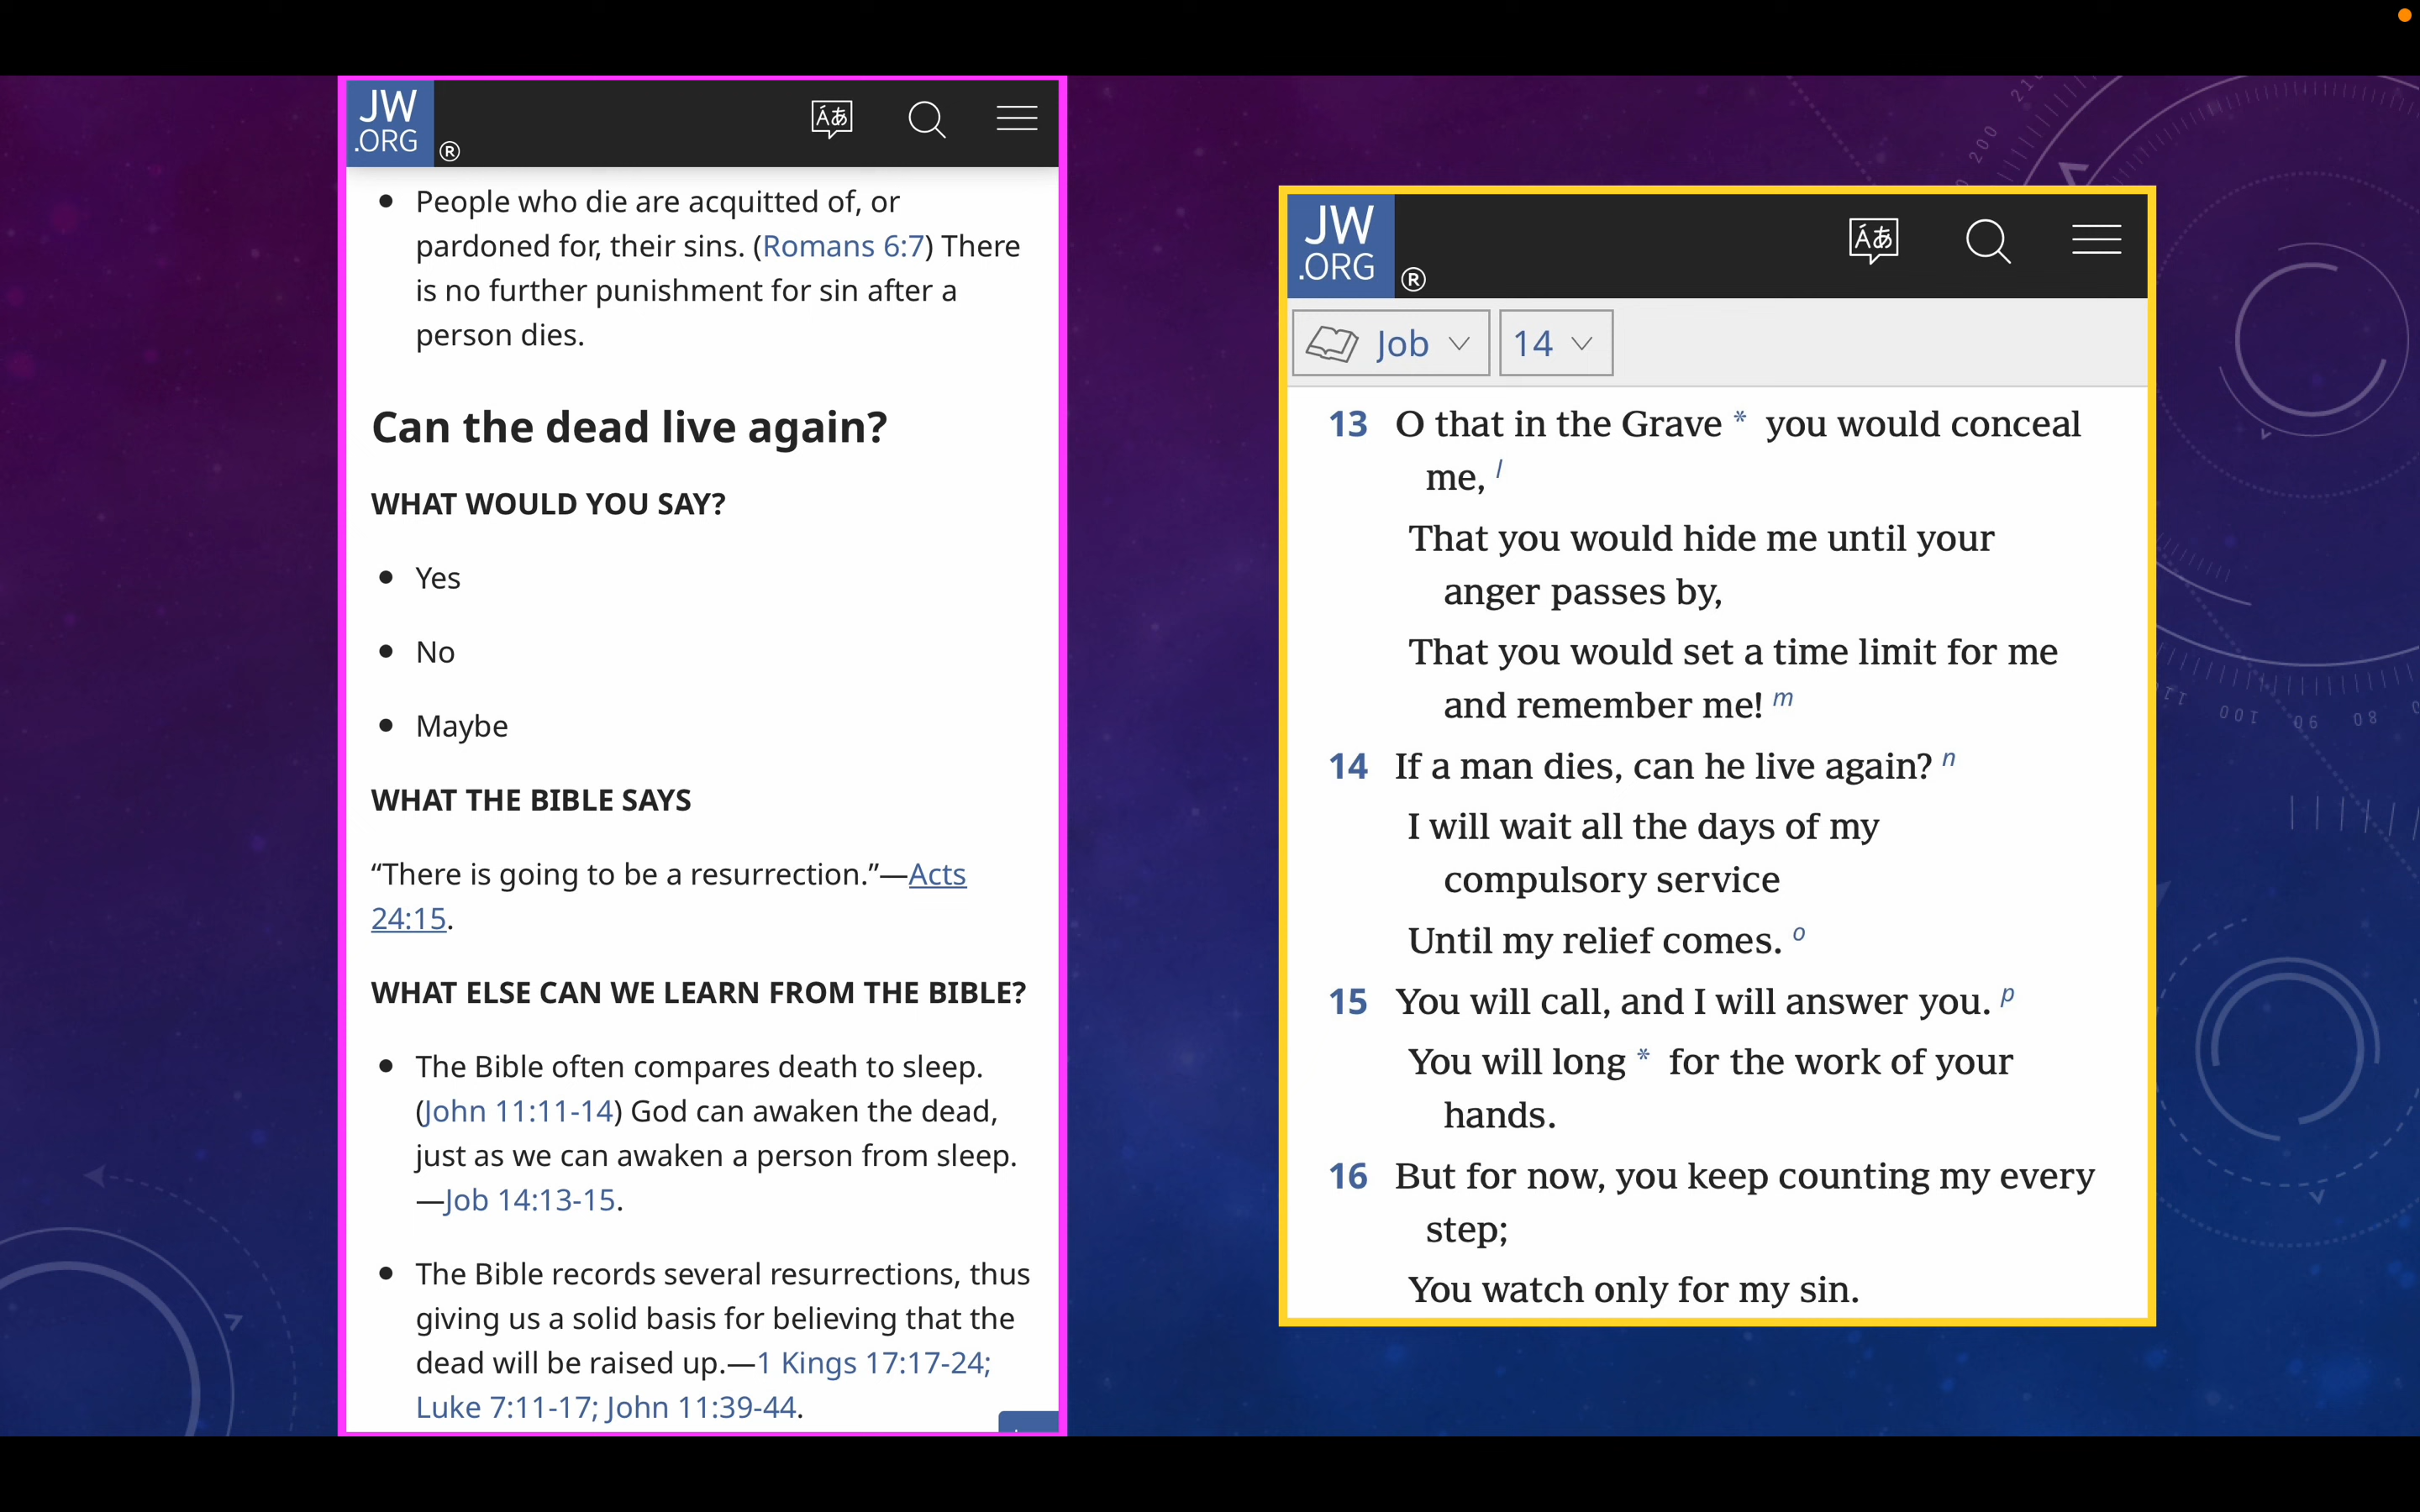 JW
.ORG
®
Áあ
• People who die are acquitted of, or
pardoned for, their sins. (Romans 6:7) There
is no further punishment for sin after a
person dies.
Can the dead live again?
WHAT WOULD YOU SAY?
• Yes
• No
• Maybe
WHAT THE BIBLE SAYS
“There is going to be a resurrection.”—Acts
24:15.
WHAT ELSE CAN WE LEARN FROM THE BIBLE?
• The Bible often compares death to sleep.
(John 11:11-14) God can awaken the dead,
just as we can awaken a person from sleep.
—Job 14:13-15.
• The Bible records several resurrections, thus
giving us a solid basis for believing that the
dead will be raised up.—1 Kings 17:17-24;
Luke 7:11-17; John 11:39-44.
JW
.ORG
®
Áあ
Job 14
13 O that in the Grave * you would conceal
me, l
That you would hide me until your
anger passes by,
That you would set a time limit for me
and remember me! m
14 If a man dies, can he live again? n
I will wait all the days of my
compulsory service
Until my relief comes. o
15 You will call, and I will answer you. p
You will long * for the work of your
hands.
16 But for now, you keep counting my every
step;
You watch only for my sin.
200
100 90 80